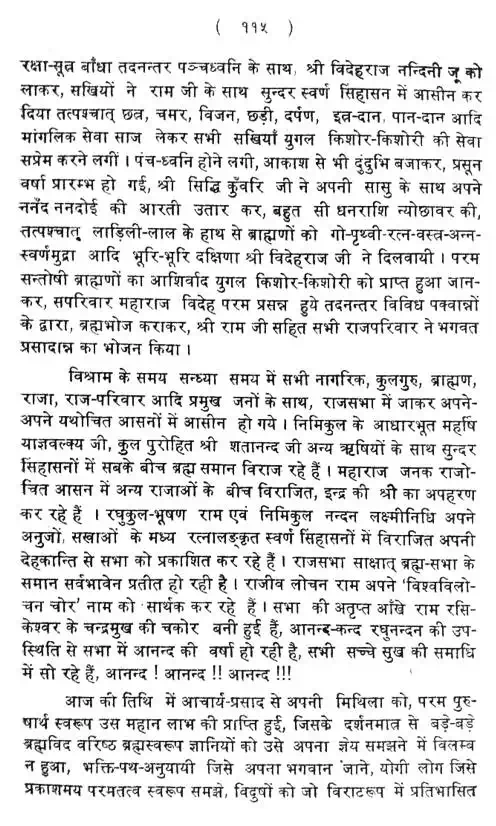 ( ११५ )
रक्षा-सूत्र बाँधा तदनन्तर पञ्चध्वनि के साथ, श्री विदेहराज नन्दिनी जू को
लाकर, सखियों ने राम जी के साथ सुन्दर स्वर्ण सिंहासन में आसीन कर
दिया तत्पश्चात् छत्र, चमर, विजन, छड़ी, दर्पण, इत्र-दान, पान-दान आदि
मांगलिक सेवा साज लेकर सभी सखियाँ युगल किशोर-किशोरी की सेवा
सप्रेम करने लगीं । पंच-ध्वनि होने लगी, आकाश से भी दुंदुभि बजाकर, प्रसून
वर्षा प्रारम्भ हो गई, श्री सिद्धि कुँवरि जी ने अपनी सासु के साथ अपने
ननँद ननदोई की आरती उतार कर, बहुत सी धनराशि न्योछावर की,
तत्पश्चात् लाड़िली-लाल के हाथ से ब्राह्मणों को गो-पृथ्वी-रत्न-वस्त्र-अन्न-
स्वर्णमुद्रा आदि भूरि-भूरि दक्षिणा श्री विदेहराज जी ने दिलवायी । परम
सन्तोषी ब्राह्मणों का आशिर्वाद युगल किशोर-किशोरी को प्राप्त हुआ जान-
कर, सपरिवार महाराज विदेह परम प्रसन्न हुये तदनन्तर विविध पक्वान्नों
के द्वारा, ब्रह्मभोज कराकर, श्री राम जी सहित सभी राजपरिवार ने भगवत
प्रसादान्न का भोजन किया ।
विश्राम के समय सन्ध्या समय में सभी नागरिक, कुलगुरु, ब्राह्मण,
राजा, राज-परिवार आदि प्रमुख जनों के साथ, राजसभा में जाकर अपने-
अपने यथोचित आसनों में आसीन हो गये । निमिकुल के आधारभूत महर्षि
याज्ञवल्क्य जी, कुल पुरोहित श्री शतानन्द जी अन्य ऋषियों के साथ सुन्दर
सिंहासनों में सबके बीच ब्रह्म समान विराज रहे हैं । महाराज जनक राजो-
चित आसन में अन्य राजाओं के बीच विराजित, इन्द्र की श्री का अपहरण
कर रहे हैं । रघुकुल-भूषण राम एवं निमिकुल नन्दन लक्ष्मीनिधि अपने
अनुजों, सखाओं के मध्य रत्नालङ्कृत स्वर्ण सिंहासनों में विराजित अपनी
देहकान्ति से सभा को प्रकाशित कर रहे हैं । राजसभा साक्षात् ब्रह्म-सभा के
समान सर्वभावेन प्रतीत हो रही है । राजीव लोचन राम अपने 'विश्वविलो-
चन चोर' नाम को सार्थक कर रहे हैं । सभा की अतृप्त आँखे राम रसि-
केश्वर के चन्द्रमुख की चकोर बनी हुई हैं, आनन्द-कन्द रघुनन्दन की उप-
स्थिति से सभा में आनन्द की वर्षा हो रही है, सभी सच्चे सुख की समाधि
में सो रहे हैं, आनन्द ! आनन्द !! आनन्द !!!
आज की तिथि में आचार्य-प्रसाद से अपनी मिथिला को, परम पुरु-
षार्थ स्वरूप उस महान लाभ की प्राप्ति हुई, जिसके दर्शनमात्र से बड़े-बड़े
ब्रह्मविद वरिष्ठ ब्रह्मस्वरूप ज्ञानियों को उसे अपना ज्ञेय समझने में विलम्ब
न हुआ, भक्ति-पथ-अनुयायी जिसे अपना भगवान जाने, योगी लोग जिसे
प्रकाशमय परमतत्व स्वरूप समझे, विदुषों को जो विराटरूप में प्रतिभासित